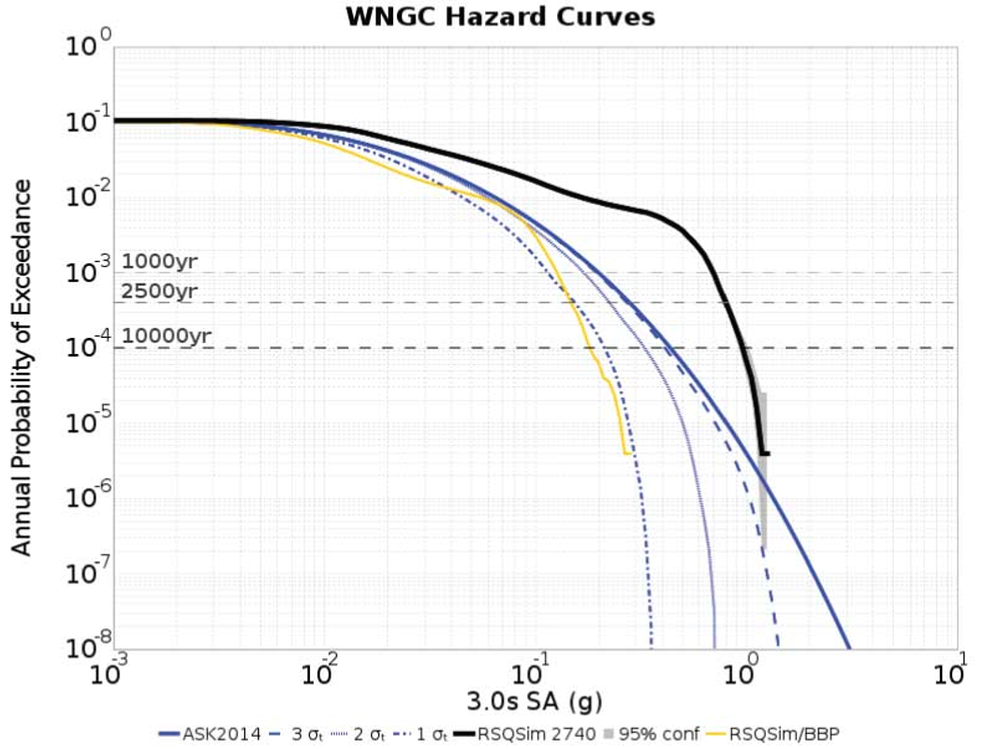 WNGC Hazard Curves
Annual Probability of Exceedance
10^0
10^-1
10^-2
10^-3 1000yr
2500yr
10^-4 10000yr
10^-5
10^-6
10^-7
10^-8
10^-3 10^-2 10^-1 10^0 10^1
3.0s SA (g)
ASK2014 3 σₜ 2 σₜ 1 σₜ RSQSim 2740 95% conf RSQSim/BBP